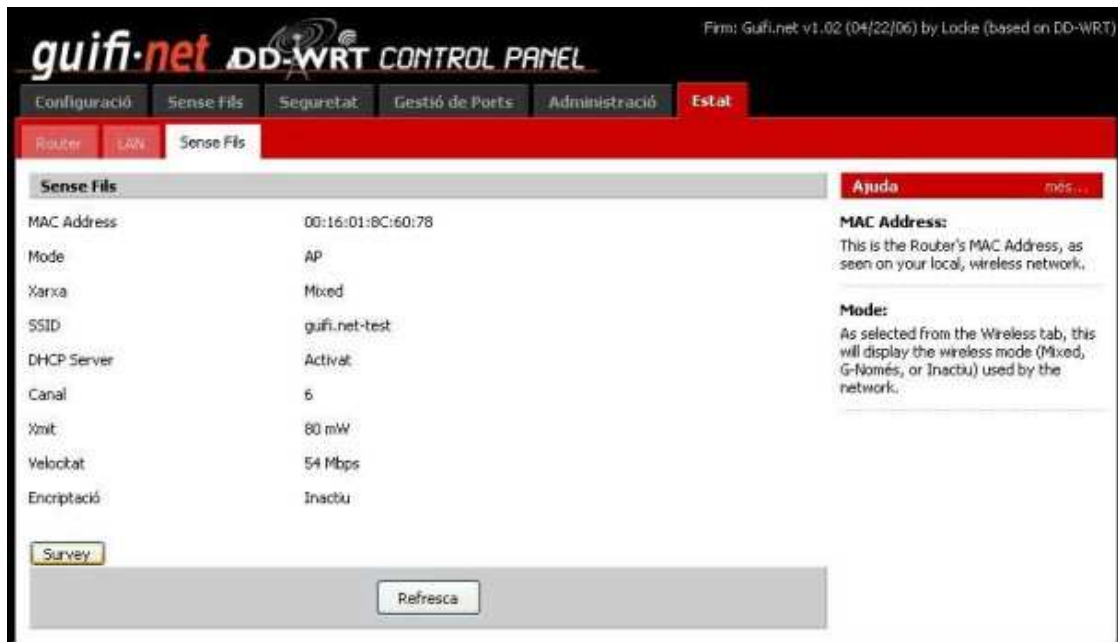 Firm: Guifi.net v1.02 (04/22/06) by Locke (based on DD-WRT)
guifi·net DD-WRT CONTROL PANEL
Configuració Sense Fils Seguretat Gestió de Ports Administració Estat
Router LAN Sense Fils
Sense Fils
MAC Address 00:16:01:8C:60:78
Mode AP
Xarxa Mixed
SSID guifi.net-test
DHCP Server Activat
Canal 6
Xmit 80 mW
Velocitat 54 Mbps
Encriptació Inactiu
Survey
Refresca
Ajuda més...
MAC Address:
This is the Router's MAC Address, as
seen on your local, wireless network.
Mode:
As selected from the Wireless tab, this
will display the wireless mode (Mixed,
G-Només, or Inactiu) used by the
network.